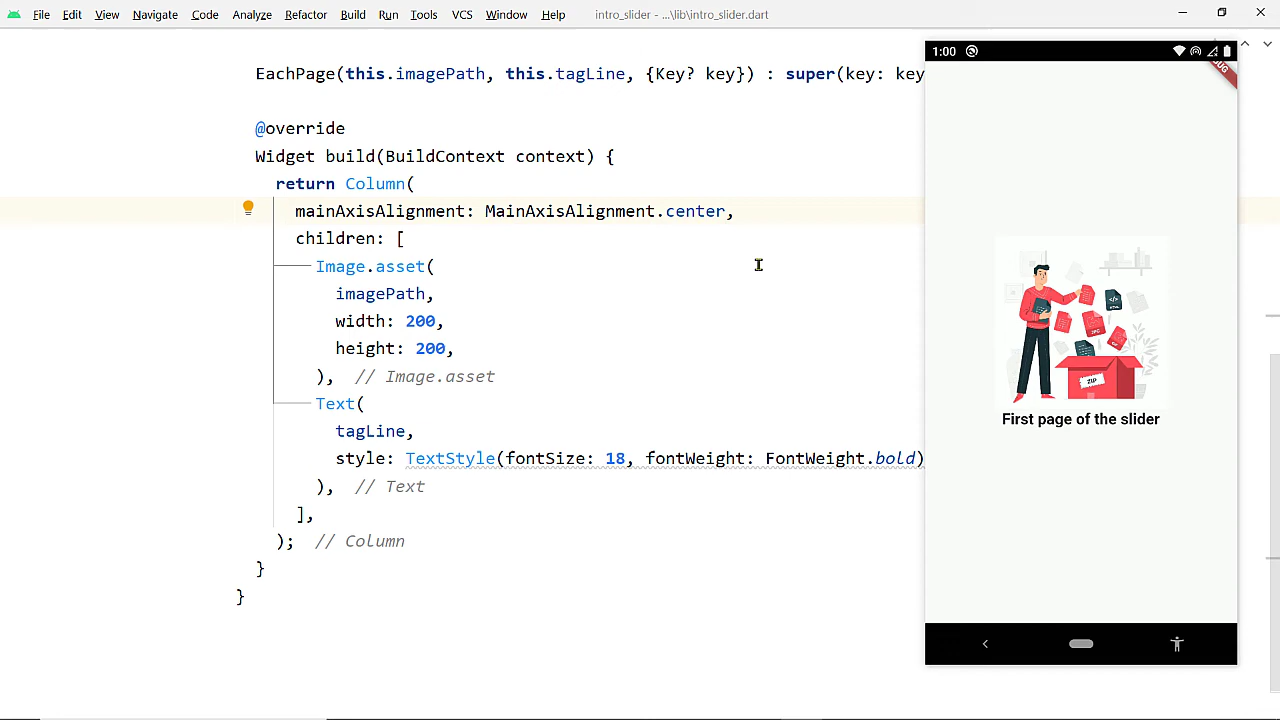 File Edit View Navigate Code Analyze Refactor Build Run Tools VCS Window Help intro_slider - ...\lib\intro_slider.dart
EachPage(this.imagePath, this.tagLine, {Key? key}) : super(key: key
@override
Widget build(BuildContext context) {
return Column(
mainAxisAlignment: MainAxisAlignment.center,
children: [
Image.asset(
imagePath,
width: 200,
height: 200,
), // Image.asset
Text(
tagLine,
style: TextStyle(fontSize: 18, fontWeight: FontWeight.bold)
), // Text
],
); // Column
}
}
1:00
</>
JPG
ZIP
First page of the slider